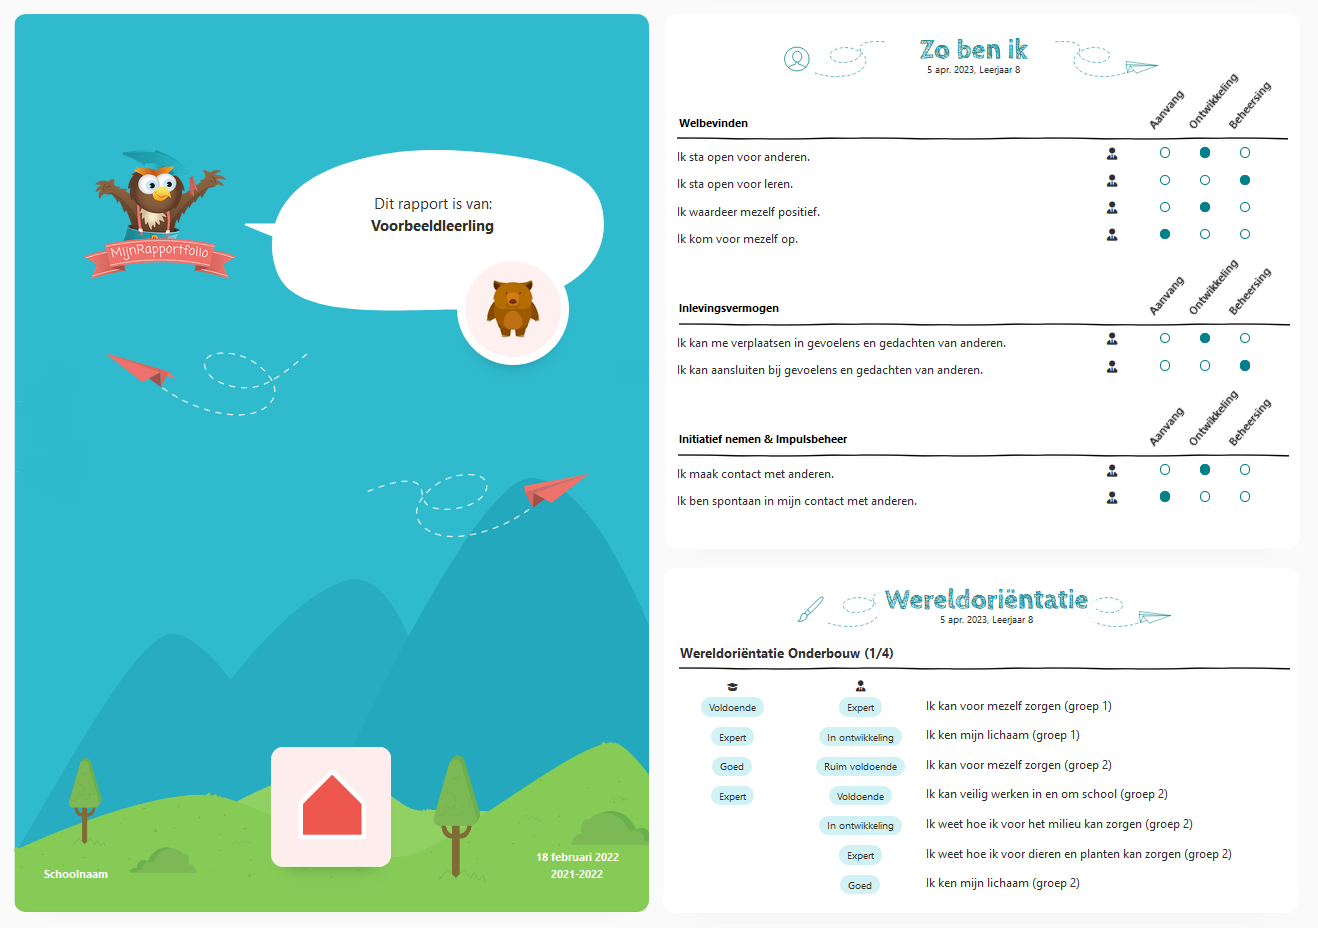 MijnRapportfolio
Dit rapport is van:
Voorbeeldleerling
Schoolnaam
18 februari 2022
2021-2022
Zo ben ik
5 apr. 2023, Leerjaar 8
Welbevinden
Aanvang
Ontwikkeling
Beheersing
Ik sta open voor anderen.
Ik sta open voor leren.
Ik waardeer mezelf positief.
Ik kom voor mezelf op.
Inlevingsvermogen
Aanvang
Ontwikkeling
Beheersing
Ik kan me verplaatsen in gevoelens en gedachten van anderen.
Ik kan aansluiten bij gevoelens en gedachten van anderen.
Initiatief nemen & Impulsbeheer
Aanvang
Ontwikkeling
Beheersing
Ik maak contact met anderen.
Ik ben spontaan in mijn contact met anderen.
Wereldoriëntatie
5 apr. 2023, Leerjaar 8
Wereldoriëntatie Onderbouw (1/4)
Voldoende Expert Ik kan voor mezelf zorgen (groep 1)
Expert In ontwikkeling Ik ken mijn lichaam (groep 1)
Goed Ruim voldoende Ik kan voor mezelf zorgen (groep 2)
Expert Voldoende Ik kan veilig werken in en om school (groep 2)
In ontwikkeling Ik weet hoe ik voor het milieu kan zorgen (groep 2)
Expert Ik weet hoe ik voor dieren en planten kan zorgen (groep 2)
Goed Ik ken mijn lichaam (groep 2)